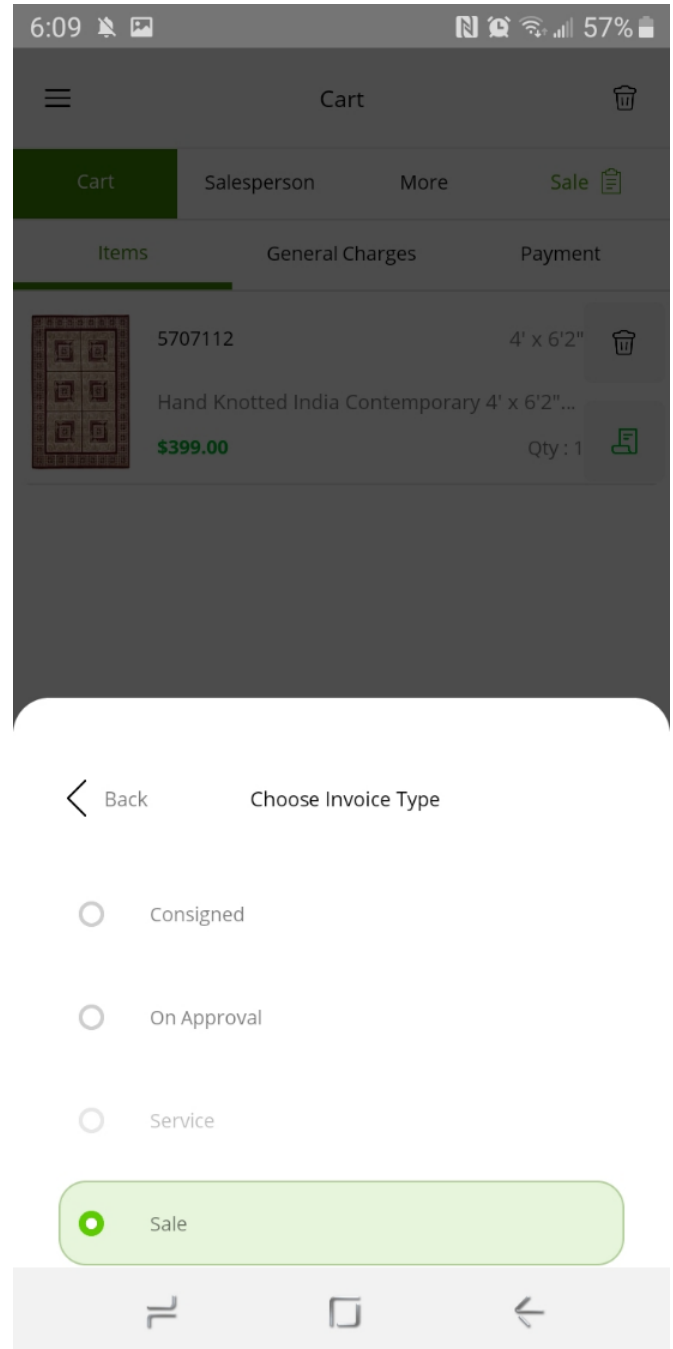 6:09 57%
Cart
Cart Salesperson More Sale
Items General Charges Payment
5707112 4' x 6'2"
Hand Knotted India Contemporary 4' x 6'2"...
$399.00 Qty : 1
Back Choose Invoice Type
Consigned
On Approval
Service
Sale